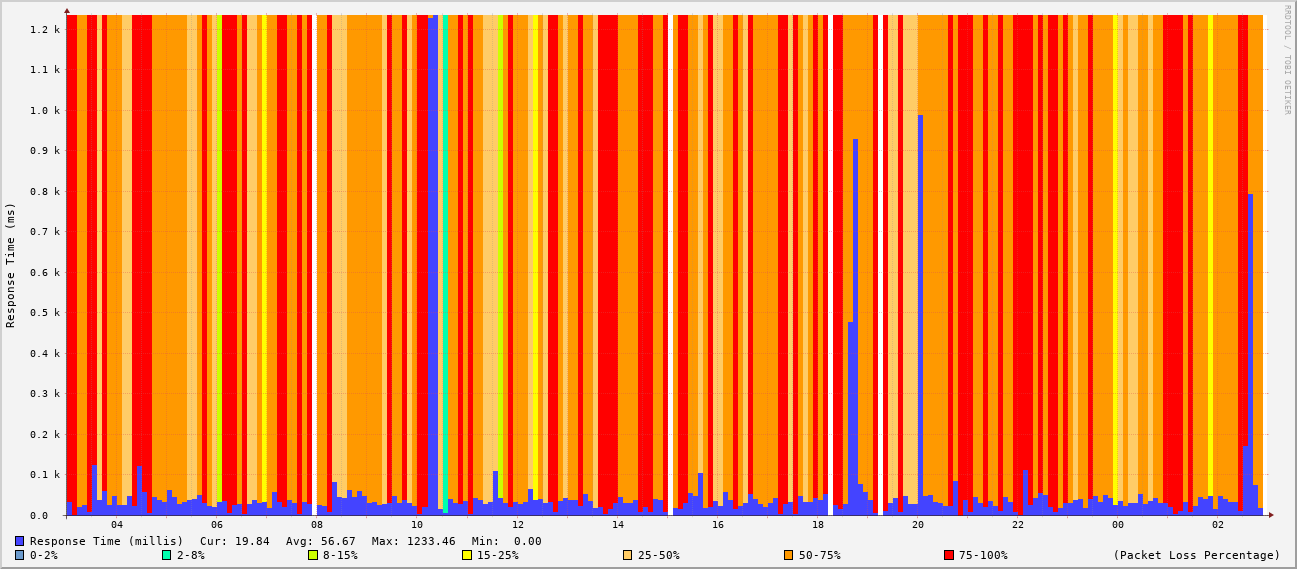 RRDTOOL / TOBI OETIKER
Response Time (ms)
1.2 k
1.1 k
1.0 k
0.9 k
0.8 k
0.7 k
0.6 k
0.5 k
0.4 k
0.3 k
0.2 k
0.1 k
0.0
04 06 08 10 12 14 16 18 20 22 00 02
Response Time (millis) Cur: 19.84 Avg: 56.67 Max: 1233.46 Min: 0.00
0-2% 2-8% 8-15% 15-25% 25-50% 50-75% 75-100% (Packet Loss Percentage)